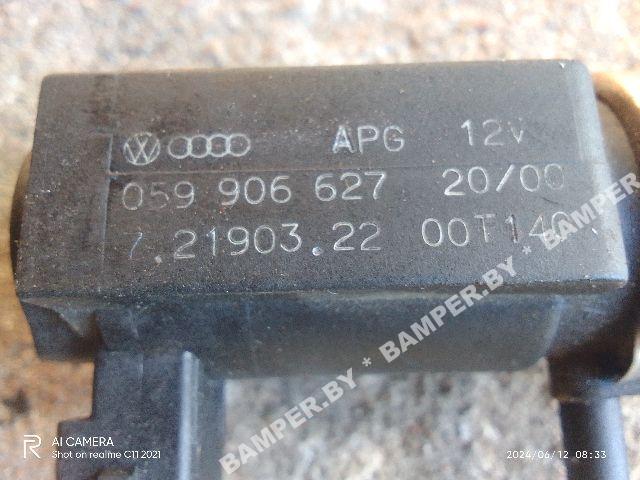 APG 12V
059 906 627 20/00
7.21903.22 00T140
BAMPER.BY * BAMPER.BY * BAMPER.BY
R AI CAMERA
Shot on realme C11 2021
2024/06/12 08:33